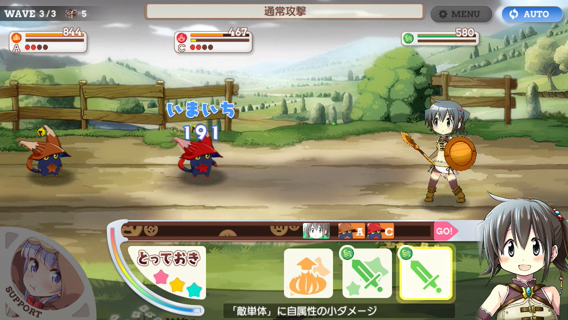 WAVE 3/3 5
通常攻撃
MENU
AUTO
844
A
467
C
580
いまいち
191
A C GO!
とっておき
SUPPORT
「敵単体」に自属性の小ダメージ